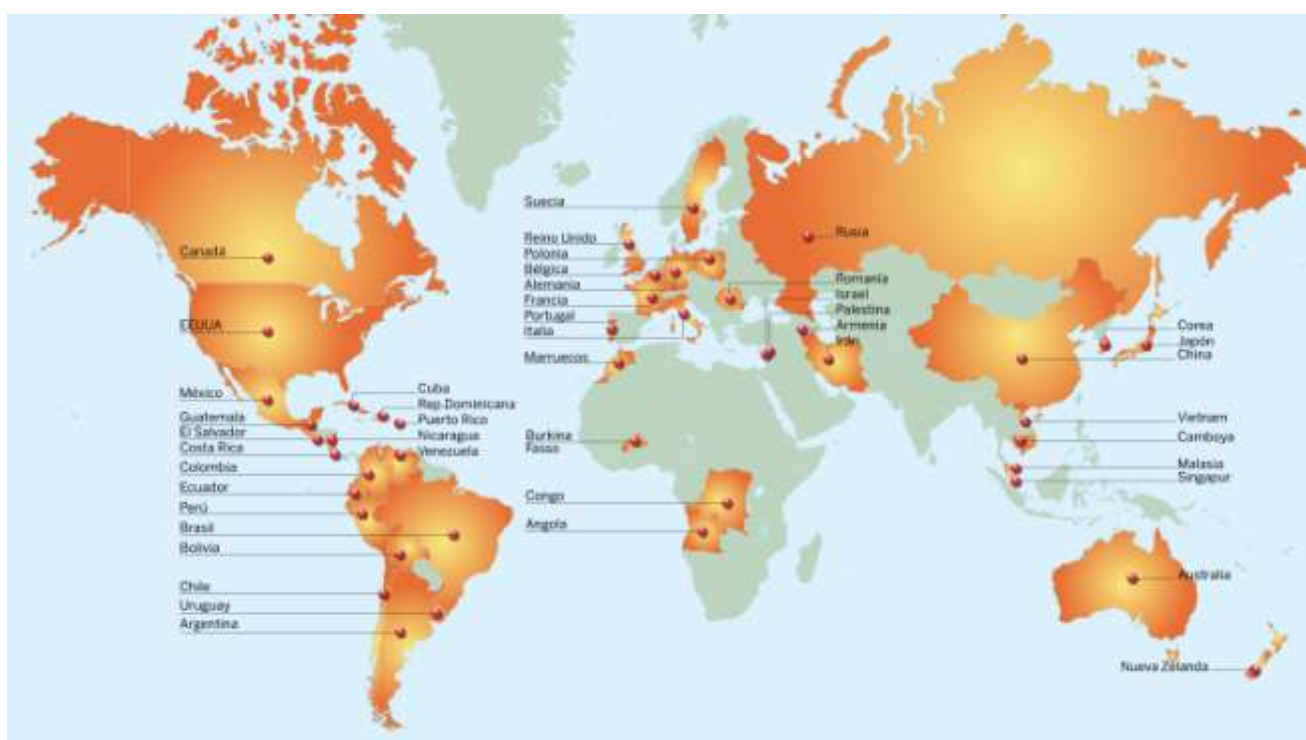 Canadá
EEUUA
México
Guatemala
El Salvador
Costa Rica
Colombia
Ecuador
Perú
Brasil
Bolivia
Chile
Uruguay
Argentina
Cuba
Rep.Dominicana
Puerto Rico
Nicaragua
Venezuela
Suecia
Reino Unido
Polonia
Bélgica
Alemania
Francia
Portugal
Italia
Marruecos
Burkina
Fasso
Congo
Angola
Rusia
Romanía
Israel
Palestina
Armenia
Irán
Corea
Japón
China
Vietnam
Camboya
Malasia
Singapur
Australia
Nueva Zelanda